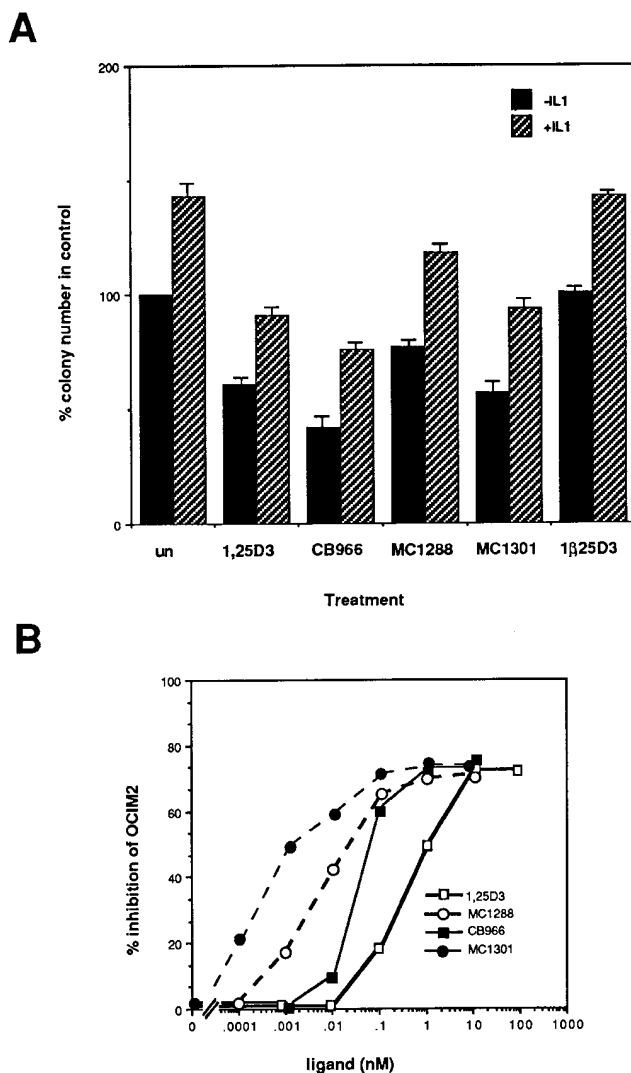 A
200
100
0
% colony number in control
-IL1
+IL1
un 1,25D3 CB966 MC1288 MC1301 1β25D3
Treatment
B
100
80
60
40
20
0
% inhibition of OCIM2
1,25D3
MC1288
CB966
MC1301
0 .0001 .001 .01 .1 1 10 100 1000
ligand (nM)